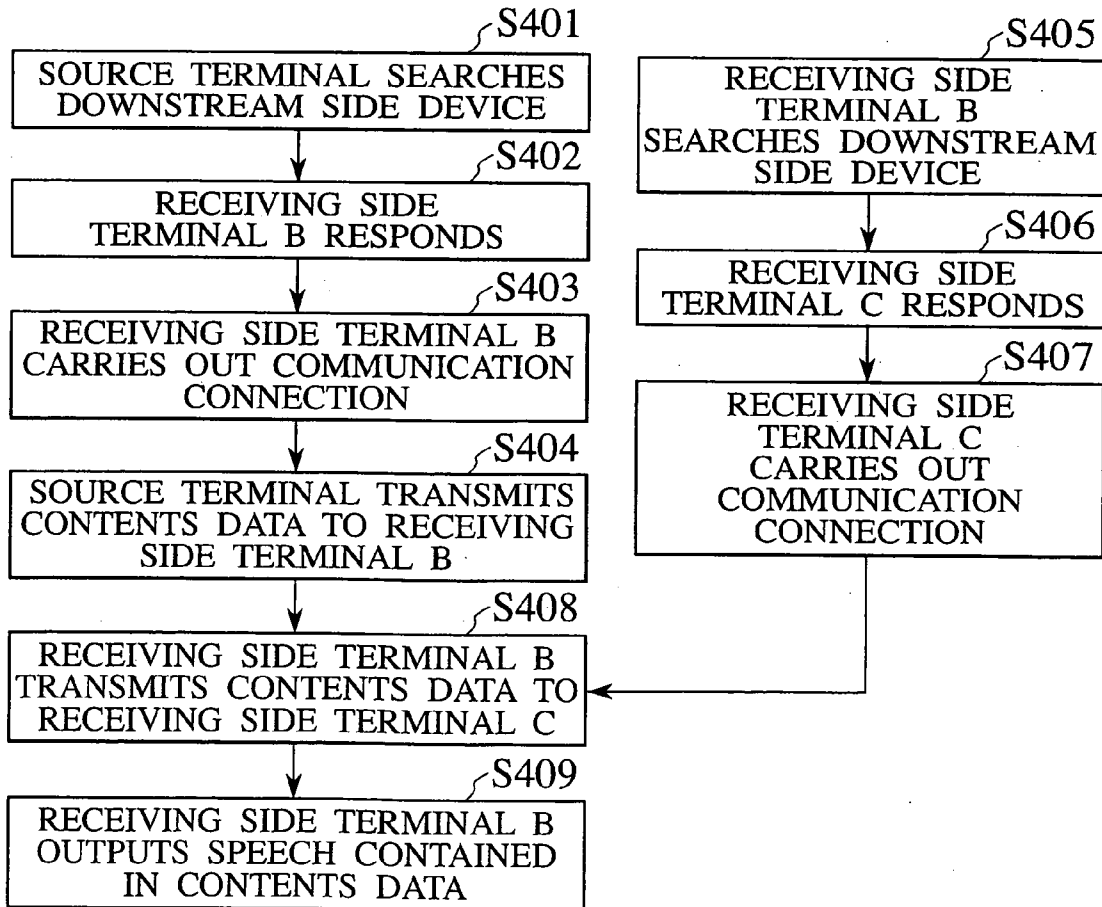 S401
SOURCE TERMINAL SEARCHES
DOWNSTREAM SIDE DEVICE
S402
RECEIVING SIDE
TERMINAL B RESPONDS
S403
RECEIVING SIDE TERMINAL B
CARRIES OUT COMMUNICATION
CONNECTION
S404
SOURCE TERMINAL TRANSMITS
CONTENTS DATA TO RECEIVING
SIDE TERMINAL B
S405
RECEIVING SIDE
TERMINAL B
SEARCHES DOWNSTREAM
SIDE DEVICE
S406
RECEIVING SIDE
TERMINAL C RESPONDS
S407
RECEIVING SIDE
TERMINAL C
CARRIES OUT
COMMUNICATION
CONNECTION
S408
RECEIVING SIDE TERMINAL B
TRANSMITS CONTENTS DATA TO
RECEIVING SIDE TERMINAL C
S409
RECEIVING SIDE TERMINAL B
OUTPUTS SPEECH CONTAINED
IN CONTENTS DATA